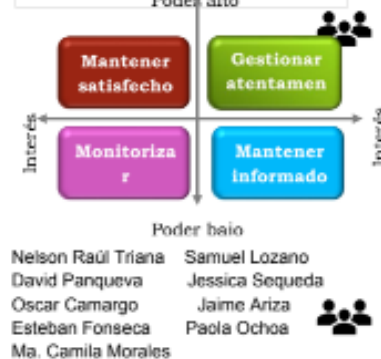 Poder alto
Mantener
satisfecho
Gestionar
atentamen
Interés
Interés
Monitoriza
r
Mantener
informado
Poder bajo
Nelson Raúl Triana Samuel Lozano
David Panqueva Jessica Sequeda
Oscar Camargo Jaime Ariza
Esteban Fonseca Paola Ochoa
Ma. Camila Morales